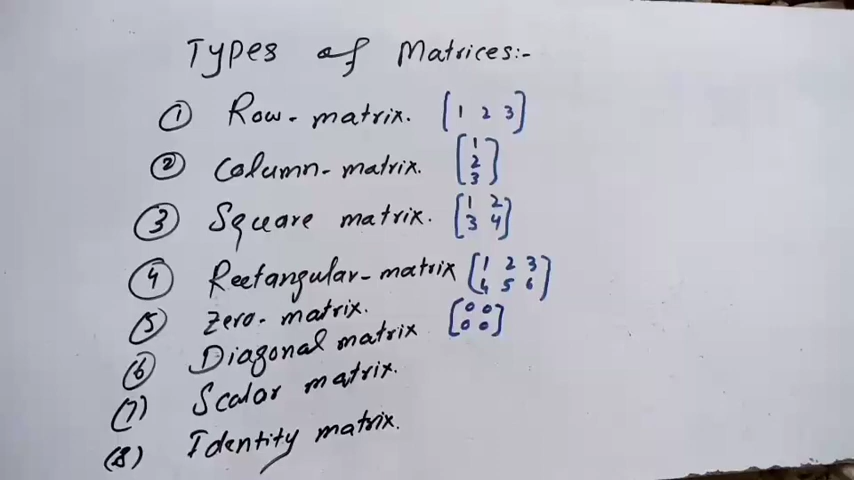 Types of Matrices:-
① Row-matrix. [1 2 3]
② Column-matrix. [1
2
3]
③ Square matrix. [1 2
3 4]
④ Rectangular-matrix [1 2 3
4 5 6]
⑤ Zero-matrix. [0 0
0 0]
⑥ Diagonal matrix
(7) Scalar matrix.
(8) Identity matrix.